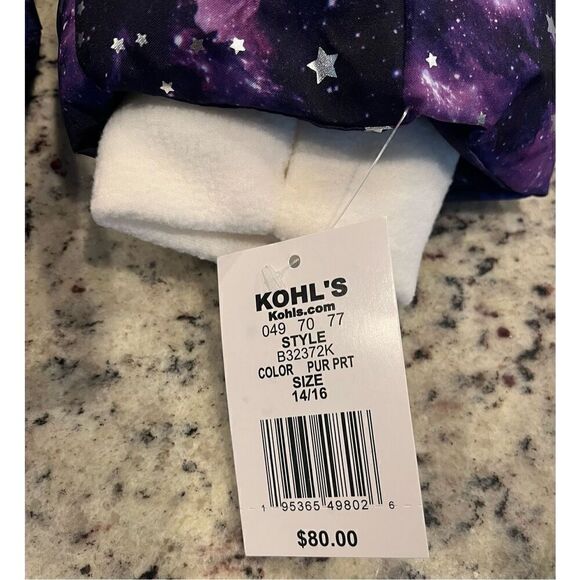 KOHL'S
Kohls.com
049 70 77
STYLE
B32372K
COLOR PUR PRT
SIZE
14/16
1 95365 49802 6
$80.00